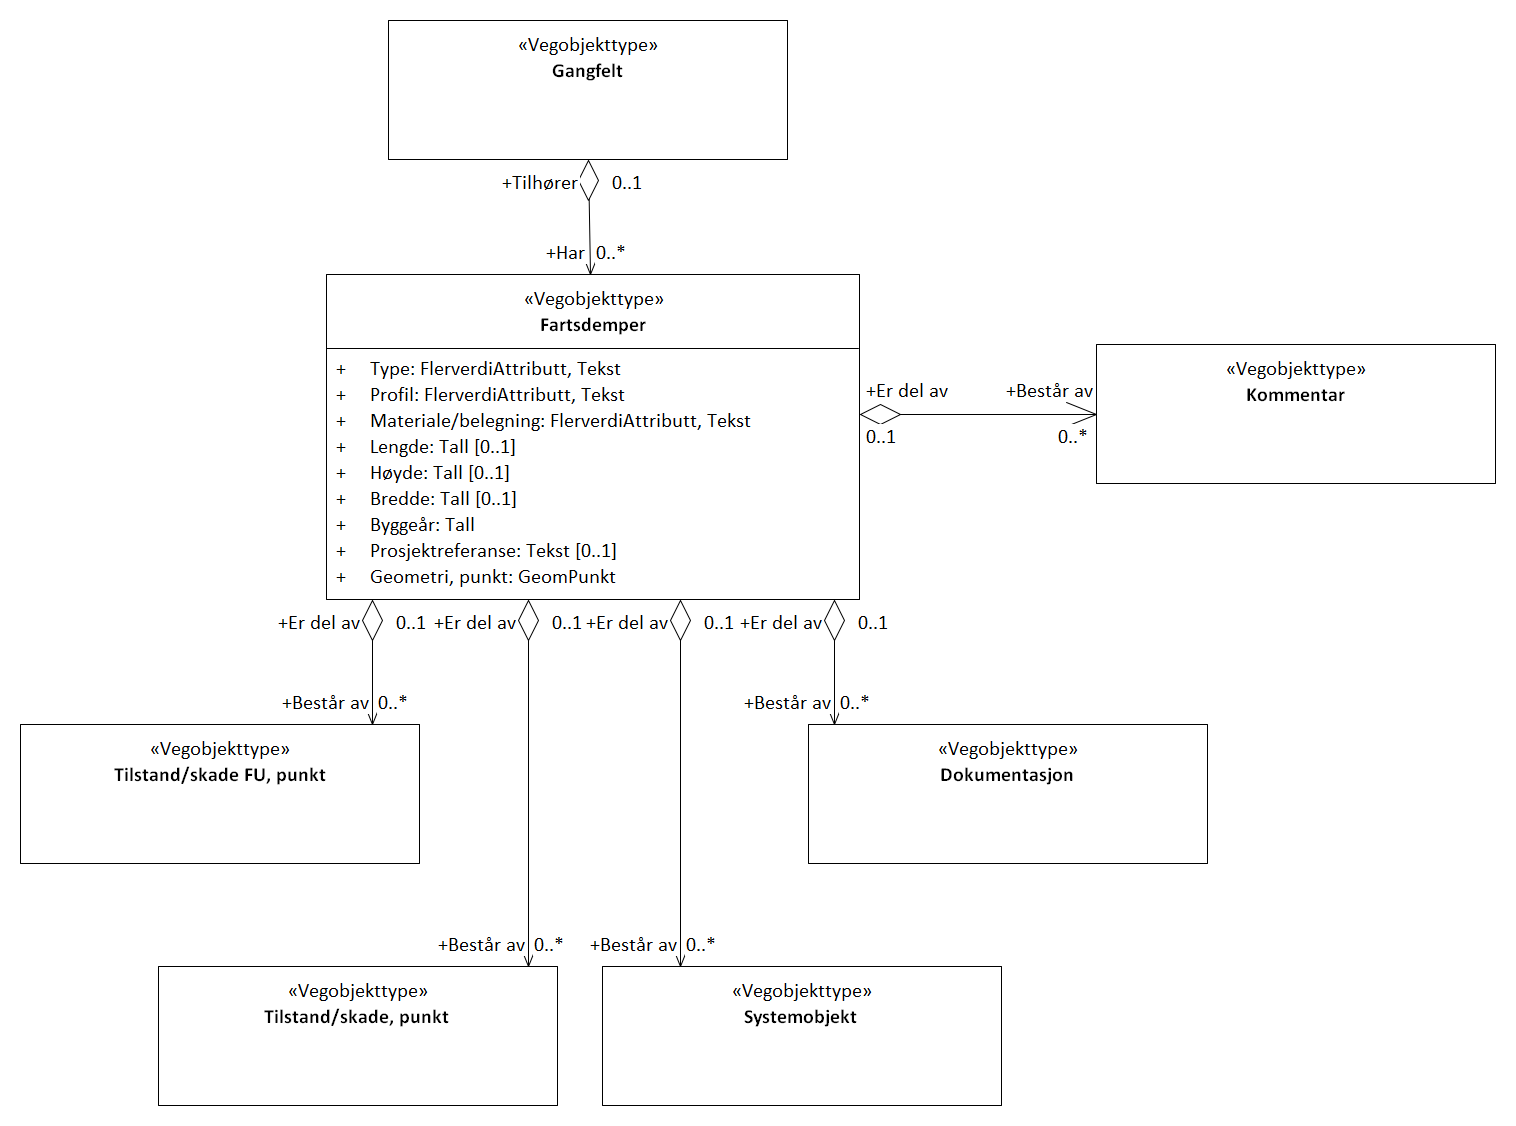 «Vegobjekttype»
Gangfelt
+Tilhører 0..1
+Har 0..*
«Vegobjekttype»
Fartsdemper
+ Type: FlerverdiAttributt, Tekst
+ Profil: FlerverdiAttributt, Tekst
+ Materiale/belegning: FlerverdiAttributt, Tekst
+ Lengde: Tall [0..1]
+ Høyde: Tall [0..1]
+ Bredde: Tall [0..1]
+ Byggeår: Tall
+ Prosjektreferanse: Tekst [0..1]
+ Geometri, punkt: GeomPunkt
+Er del av +Består av
0..1 0..*
«Vegobjekttype»
Kommentar
+Er del av 0..1 +Er del av 0..1 +Er del av 0..1 +Er del av 0..1
+Består av 0..* +Består av 0..*
«Vegobjekttype»
Tilstand/skade FU, punkt
«Vegobjekttype»
Dokumentasjon
+Består av 0..* +Består av 0..*
«Vegobjekttype»
Tilstand/skade, punkt
«Vegobjekttype»
Systemobjekt